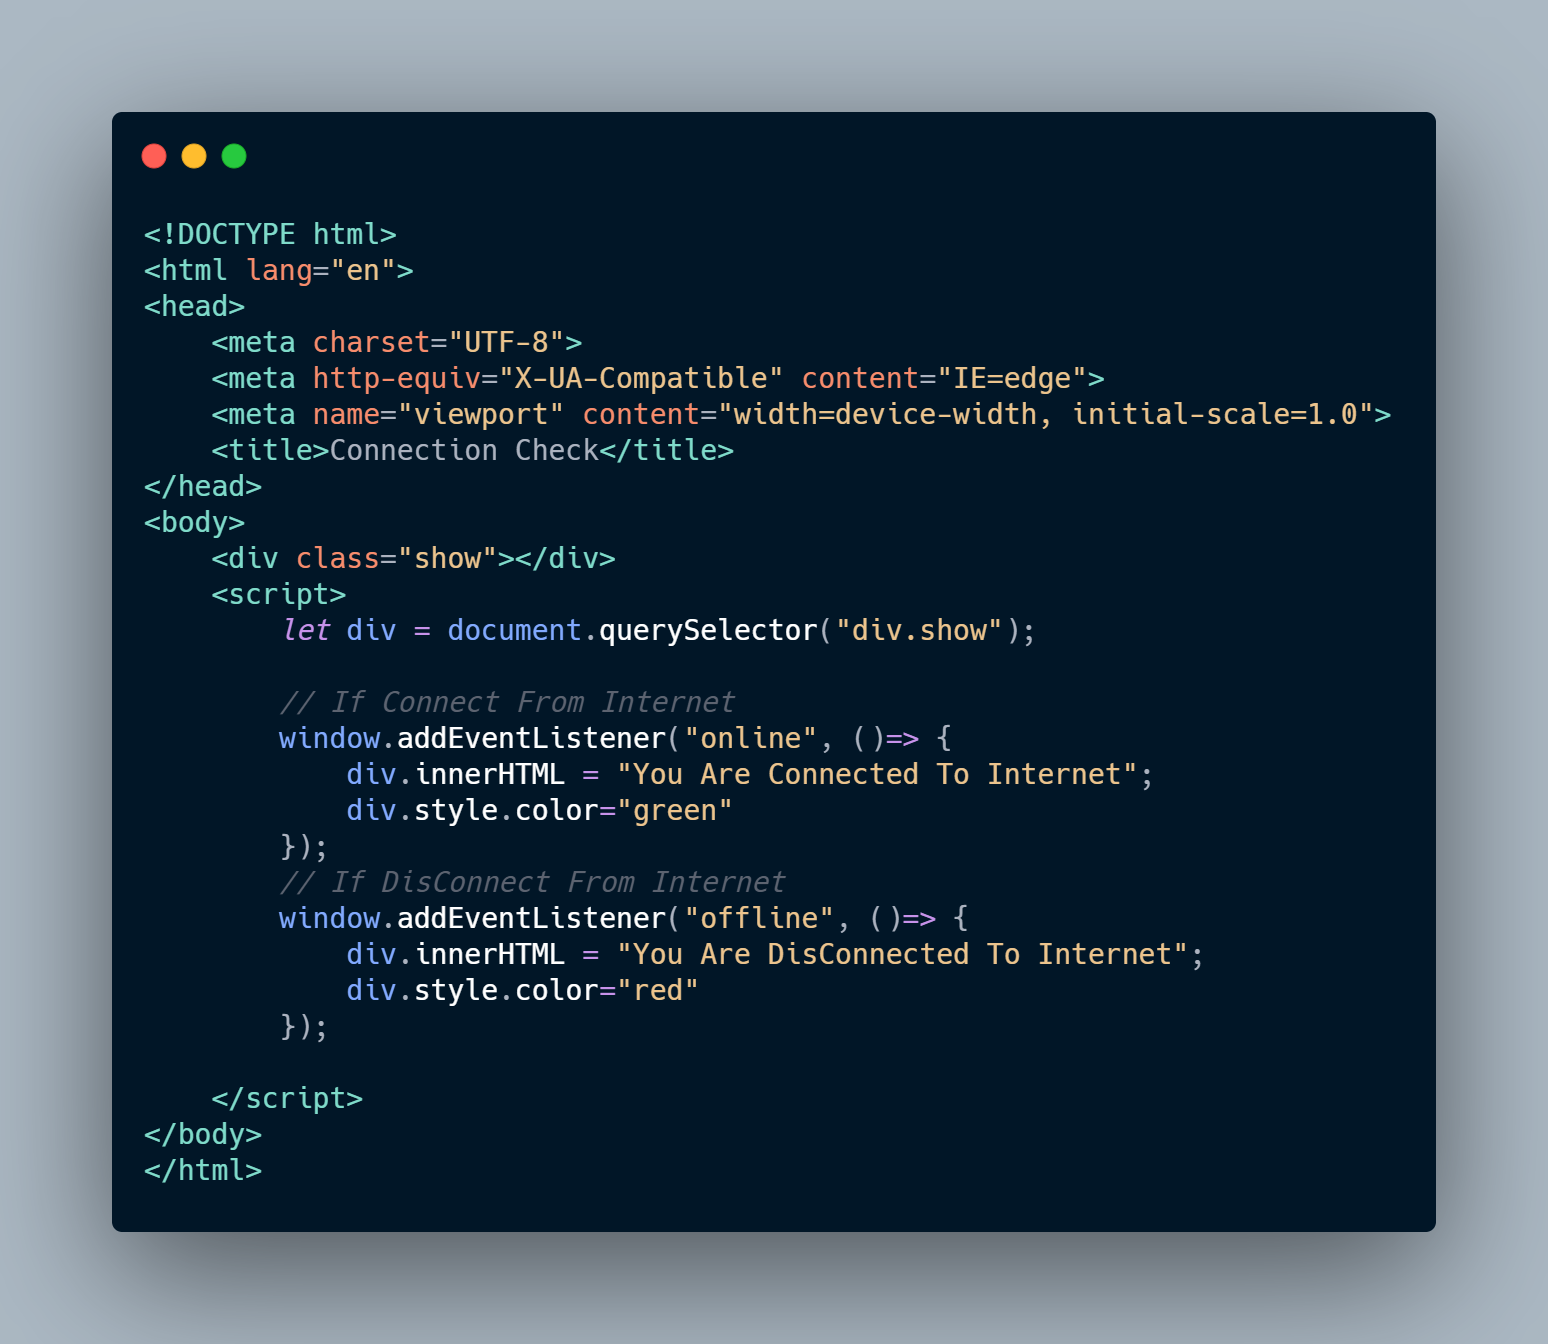 <!DOCTYPE html>
<html lang="en">
<head>
    <meta charset="UTF-8">
    <meta http-equiv="X-UA-Compatible" content="IE=edge">
    <meta name="viewport" content="width=device-width, initial-scale=1.0">
    <title>Connection Check</title>
</head>
<body>
    <div class="show"></div>
    <script>
        let div = document.querySelector("div.show");

        // If Connect From Internet
        window.addEventListener("online", ()=> {
            div.innerHTML = "You Are Connected To Internet";
            div.style.color="green"
        });
        // If DisConnect From Internet
        window.addEventListener("offline", ()=> {
            div.innerHTML = "You Are DisConnected To Internet";
            div.style.color="red"
        });

    </script>
</body>
</html>